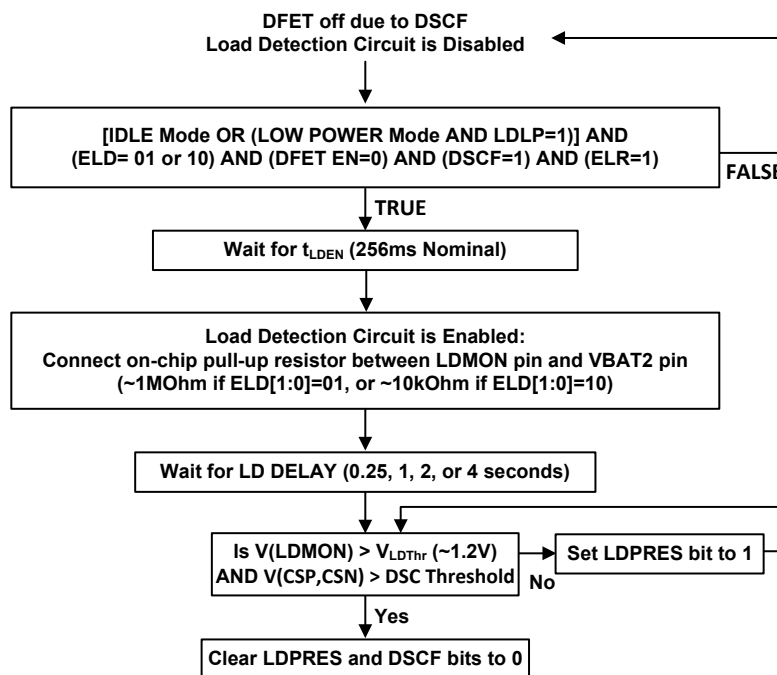 DFET off due to DSCF
Load Detection Circuit is Disabled
[IDLE Mode OR (LOW POWER Mode AND LDLP=1)] AND
(ELD= 01 or 10) AND (DFET EN=0) AND (DSCF=1) AND (ELR=1)
FALSE
TRUE
Wait for tLDEN (256ms Nominal)
Load Detection Circuit is Enabled:
Connect on-chip pull-up resistor between LDMON pin and VBAT2 pin
(~1MOhm if ELD[1:0]=01, or ~10kOhm if ELD[1:0]=10)
Wait for LD DELAY (0.25, 1, 2, or 4 seconds)
Is V(LDMON) > VLDThr (~1.2V)
AND V(CSP,CSN) > DSC Threshold
No
Set LDPRES bit to 1
Yes
Clear LDPRES and DSCF bits to 0